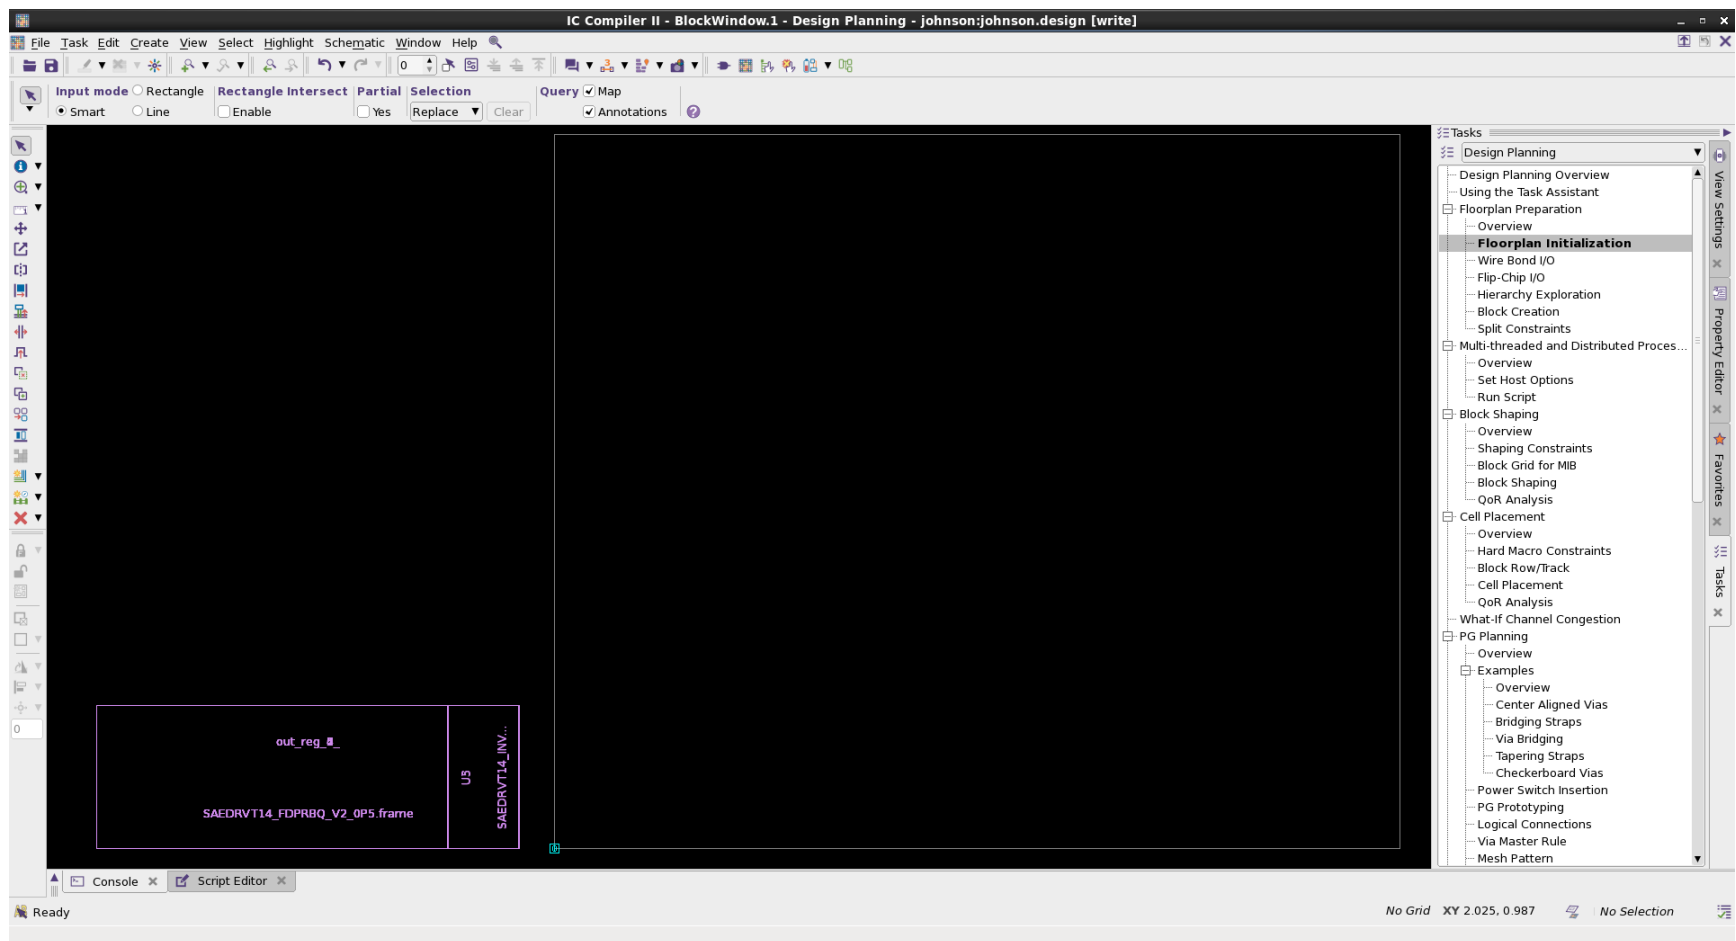 IC Compiler II - BlockWindow.1 - Design Planning - johnson:johnson.design [write]
File Task Edit Create View Select Highlight Schematic Window Help
0
Input mode Rectangle Rectangle Intersect Partial Selection Query Map
Smart Line Enable Yes Replace Clear Annotations
Tasks
Design Planning
Design Planning Overview
Using the Task Assistant
Floorplan Preparation
Overview
Floorplan Initialization
Wire Bond I/O
Flip-Chip I/O
Hierarchy Exploration
Block Creation
Split Constraints
Multi-threaded and Distributed Proces...
Overview
Set Host Options
Run Script
Block Shaping
Overview
Shaping Constraints
Block Grid for MIB
Block Shaping
QoR Analysis
Cell Placement
Overview
Hard Macro Constraints
Block Row/Track
Cell Placement
QoR Analysis
What-If Channel Congestion
PG Planning
Overview
Examples
Overview
Center Aligned Vias
Bridging Straps
Via Bridging
Tapering Straps
Checkerboard Vias
Power Switch Insertion
PG Prototyping
Logical Connections
Via Master Rule
Mesh Pattern
View Settings
Property Editor
Favorites
Tasks
0
SAEDRVT14_FDPRBQ_V2_0P5.frame
SAEDRVT14_INV...
Console Script Editor
Ready No Grid XY 2.025, 0.987 No Selection